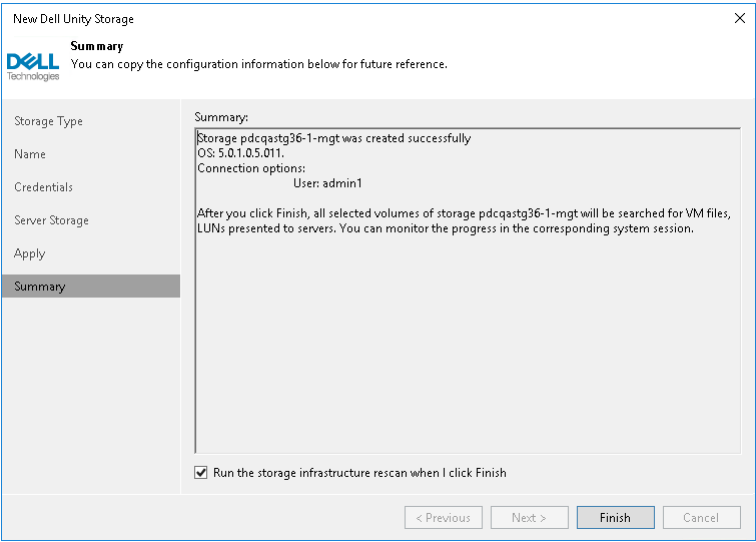 New Dell Unity Storage
Summary
You can copy the configuration information below for future reference.
DELL
Technologies
Storage Type
Name
Credentials
Server Storage
Apply
Summary
Summary:
Storage pdcqastg36-1-mgt was created successfully
OS: 5.0.1.0.5.011.
Connection options:
User: admin1
After you click Finish, all selected volumes of storage pdcqastg36-1-mgt will be searched for VM files,
LUNs presented to servers. You can monitor the progress in the corresponding system session.
Run the storage infrastructure rescan when I click Finish
< Previous
Next >
Finish
Cancel